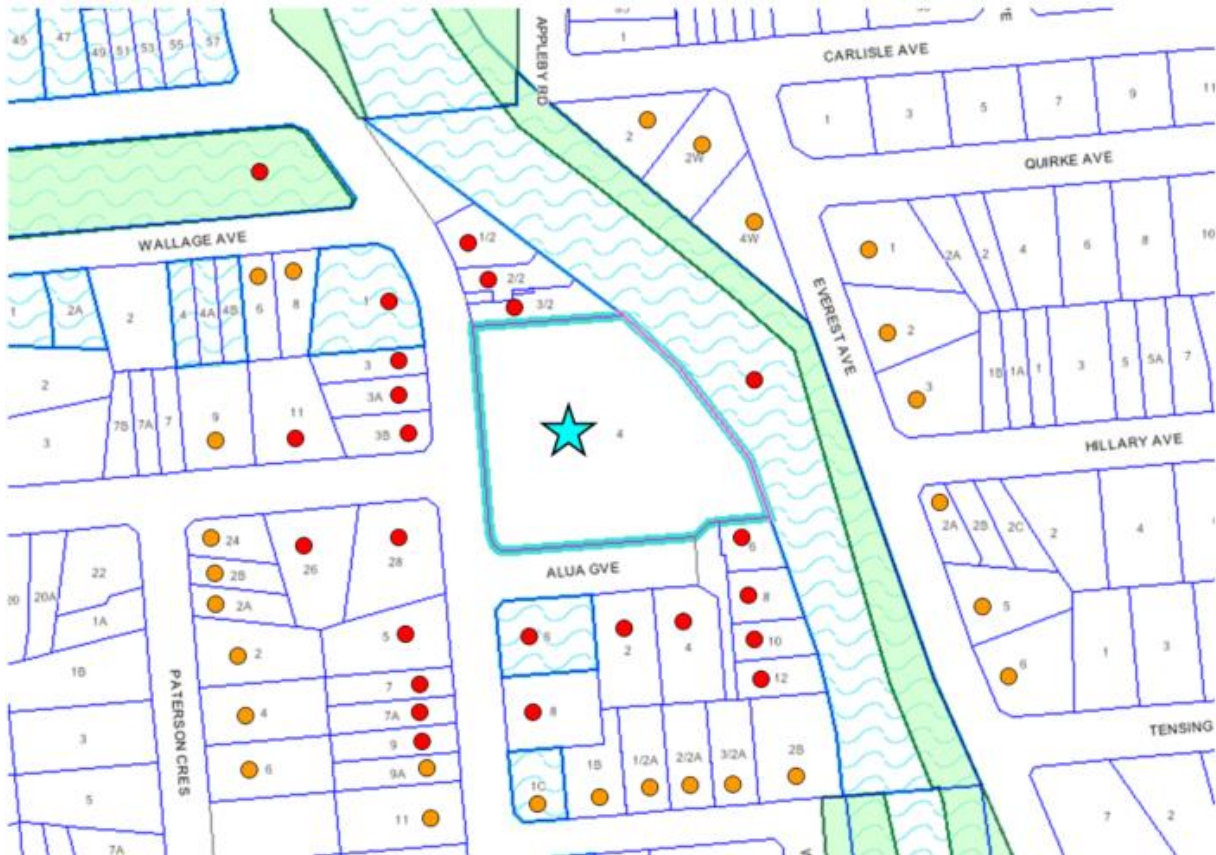 45
47
49
51
53
55
57
1
APPLEBY RD
CARLISLE AVE
1
3
5
7
9
11
2
2W
4W
QUIRKE AVE
WALLAGE AVE
1/2
2/2
3/2
1
2A
2
4
4A
4B
6
8
1
EVEREST AVE
1
2A
2
4
6
8
10
2
3
1B
1A
1
3
5
5A
7
2
3
7B
7A
7
9
11
3
3A
3B
4
HILLARY AVE
2A
2B
2C
2
4
5
6
1
3
TENSING
7
2
20
20A
22
1A
1B
3
5
7A
PATERSON CRES
24
2B
2A
26
28
2
4
6
5
7
7A
9
9A
11
ALUA GVE
6
8
10
12
6
8
2
4
1C
1B
1/2A
2/2A
3/2A
2B